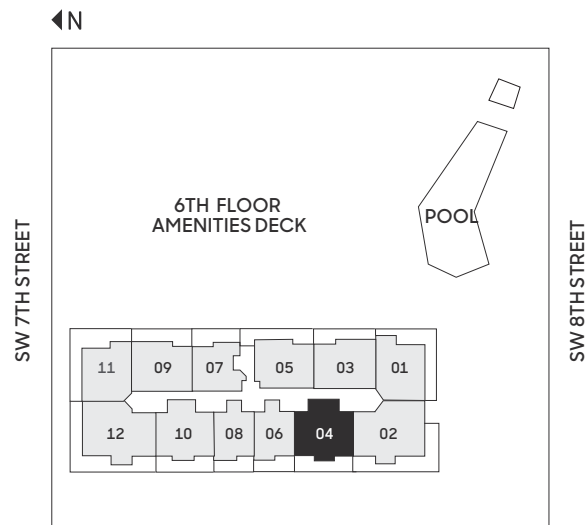 N
6TH FLOOR
AMENITIES DECK
POOL
SW 7TH STREET
SW 8TH STREET
11 09 07 05 03 01
12 10 08 06 04 02